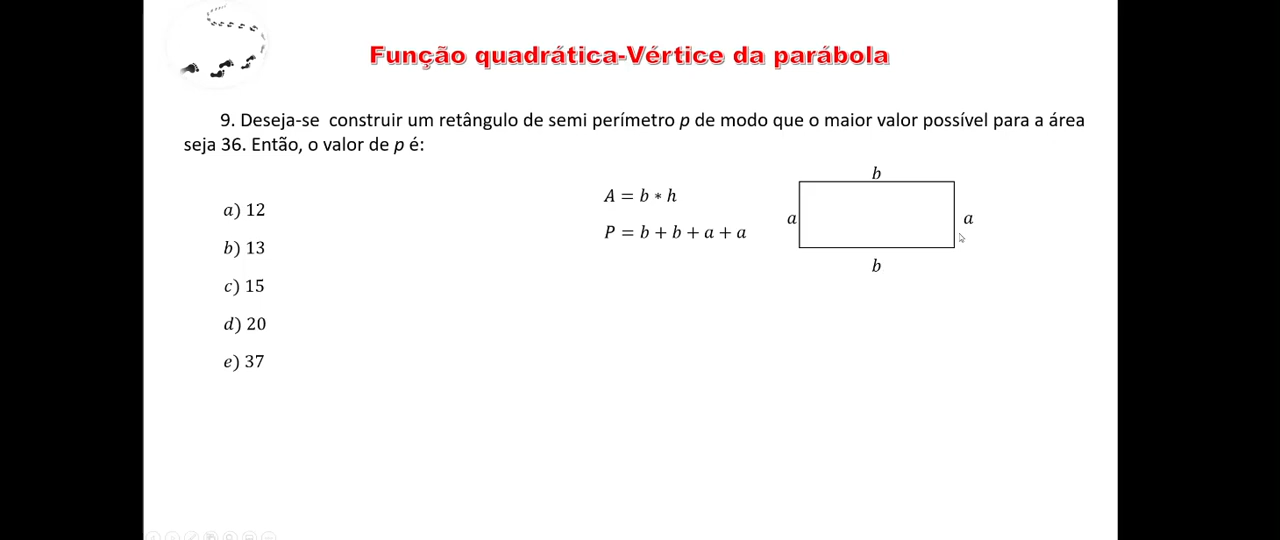 Função quadrática-Vértice da parábola
9. Deseja-se construir um retângulo de semi perímetro p de modo que o maior valor possível para a área
seja 36. Então, o valor de p é:
a) 12
b) 13
c) 15
d) 20
e) 37
A = b ∗ h
P = b + b + a + a
b
a
a
b